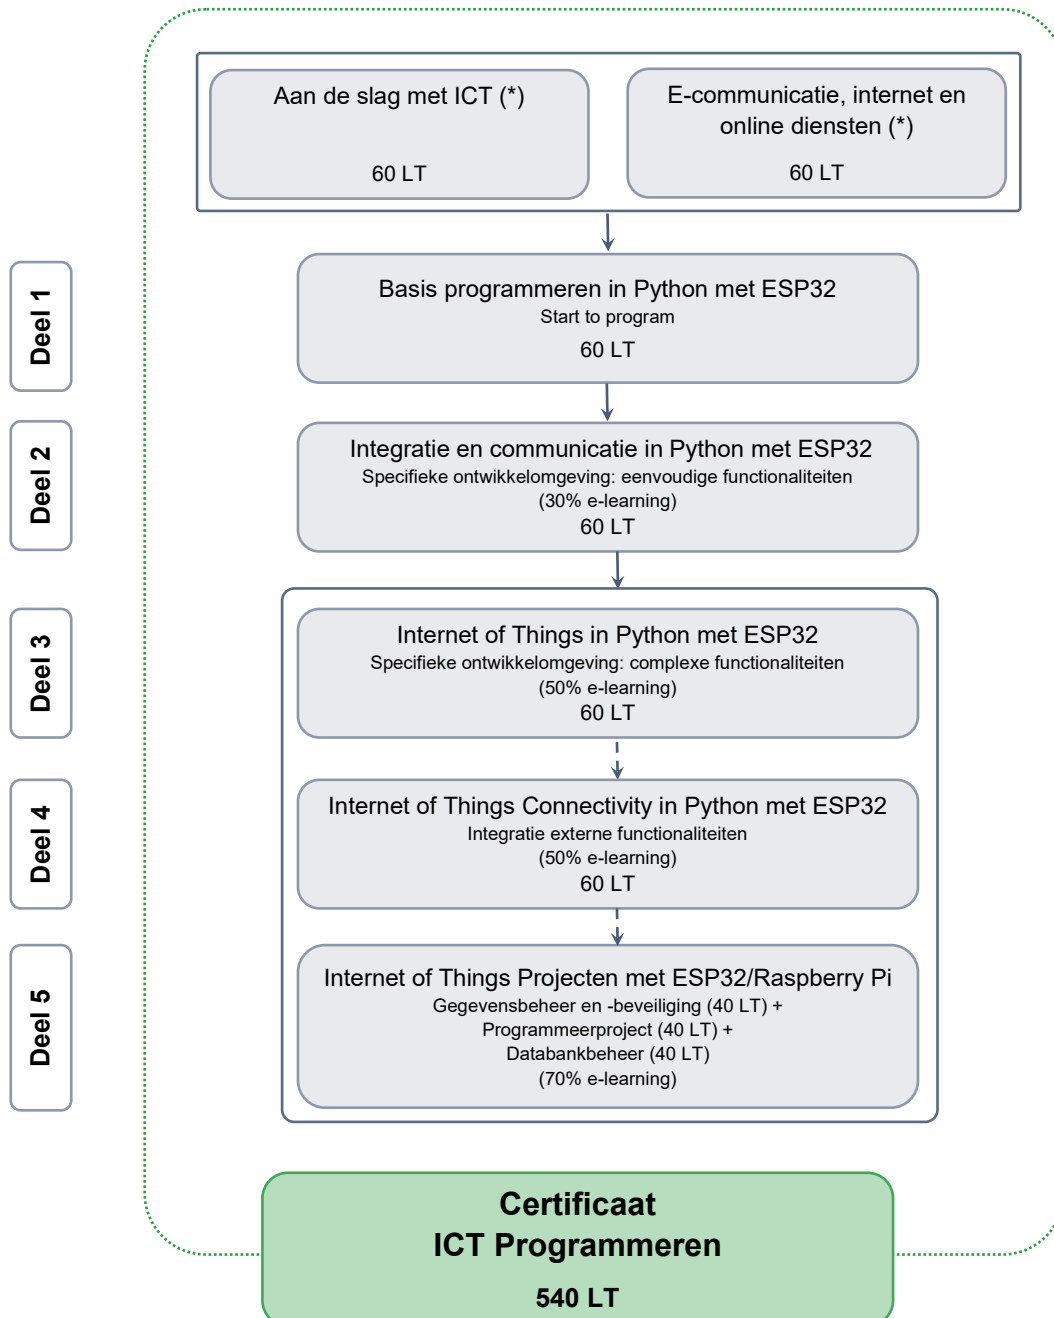 Aan de slag met ICT (*)
60 LT
E-communicatie, internet en
online diensten (*)
60 LT
Deel 1
Basis programmeren in Python met ESP32
Start to program
60 LT
Deel 2
Integratie en communicatie in Python met ESP32
Specifieke ontwikkelomgeving: eenvoudige functionaliteiten
(30% e-learning)
60 LT
Deel 3
Internet of Things in Python met ESP32
Specifieke ontwikkelomgeving: complexe functionaliteiten
(50% e-learning)
60 LT
Deel 4
Internet of Things Connectivity in Python met ESP32
Integratie externe functionaliteiten
(50% e-learning)
60 LT
Deel 5
Internet of Things Projecten met ESP32/Raspberry Pi
Gegevensbeheer en -beveiliging (40 LT) +
Programmeerproject (40 LT) +
Databankbeheer (40 LT)
(70% e-learning)
Certificaat
ICT Programmeren
540 LT